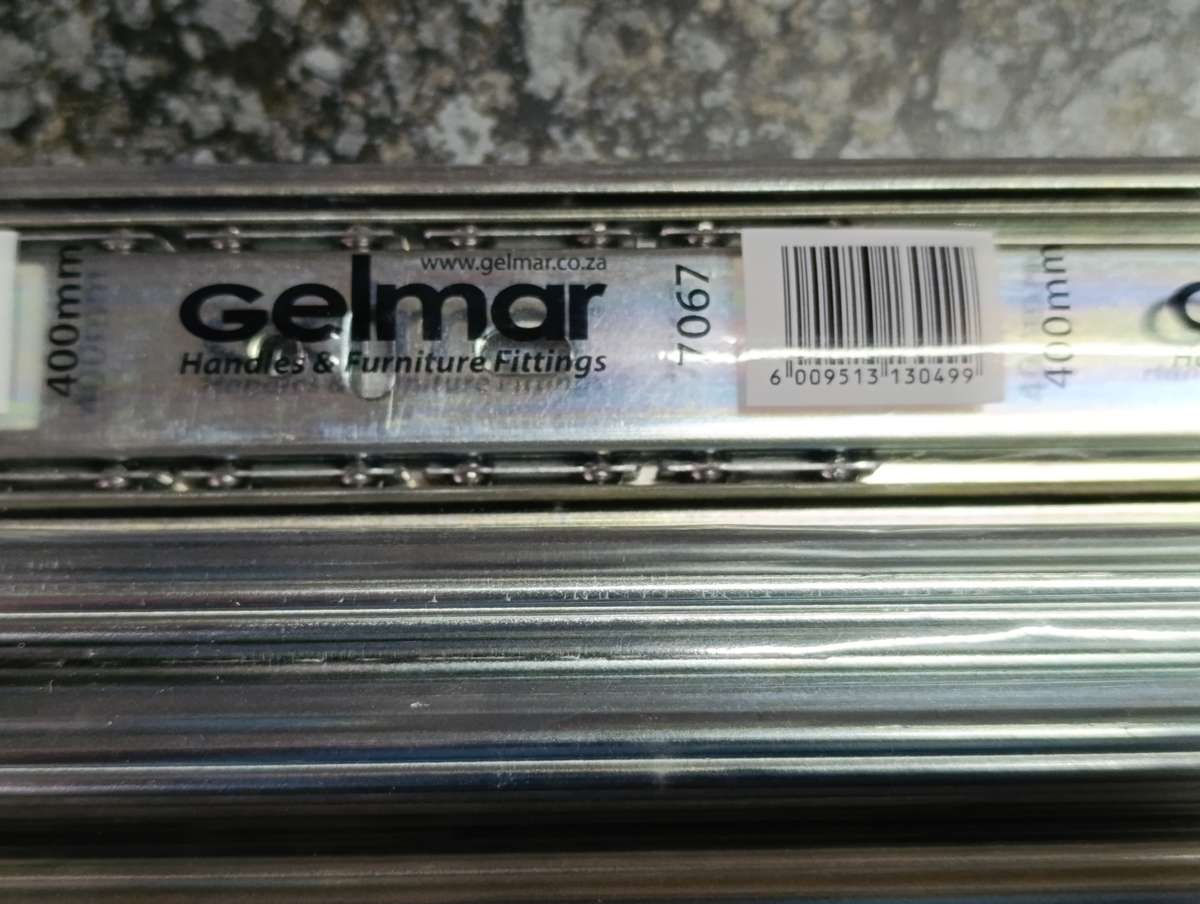 400mm
www.gelmar.co.za
Gelmar
Handles & Furniture Fittings
7067
6 009513 130499
400mm